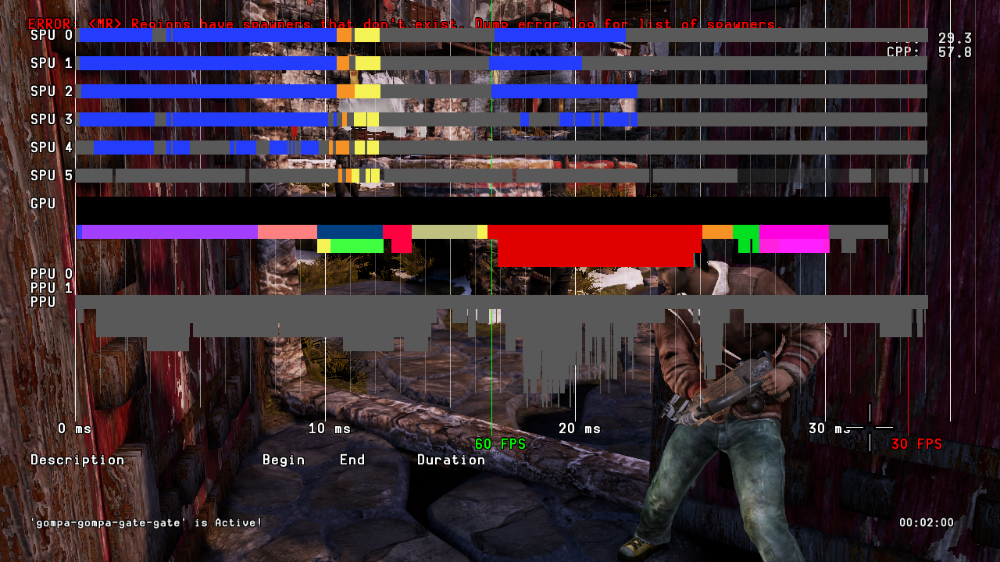 ERROR: <MR> Regions have spawners that don't exist. Dump error log for list of spawners.
SPU 0
29.3
CPP: 57.8
SPU 1
SPU 2
SPU 3
SPU 4
SPU 5
GPU
PPU 0
PPU 1
PPU
0 ms 10 ms 20 ms 30 ms
60 FPS 30 FPS
Description Begin End Duration
'gompa-gompa-gate-gate' is Active!
00:02:00